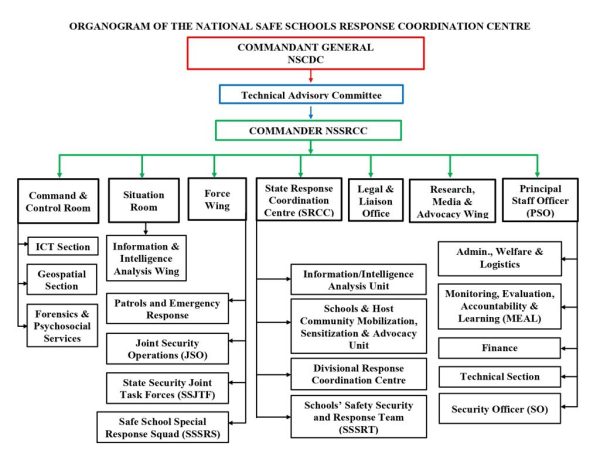 ORGANOGRAM OF THE NATIONAL SAFE SCHOOLS RESPONSE COORDINATION CENTRE
COMMANDANT GENERAL
NSCDC
Technical Advisory Committee
COMMANDER NSSRCC
Command &
Control Room
Situation
Room
Force
Wing
State Response
Coordination
Centre (SRCC)
Legal &
Liaison
Office
Research,
Media &
Advocacy Wing
Principal
Staff Officer
(PSO)
ICT Section
Geospatial
Section
Forensics &
Psychosocial
Services
Information &
Intelligence
Analysis Wing
Patrols and Emergency
Response
Joint Security
Operations (JSO)
State Security Joint
Task Forces (SSJTF)
Safe School Special
Response Squad (SSSRS)
Information/Intelligence
Analysis Unit
Schools & Host
Community Mobilization,
Sensitization & Advocacy
Unit
Divisional Response
Coordination Centre
Schools' Safety Security
and Response Team
(SSSRT)
Admin., Welfare &
Logistics
Monitoring, Evaluation,
Accountability &
Learning (MEAL)
Finance
Technical Section
Security Officer (SO)